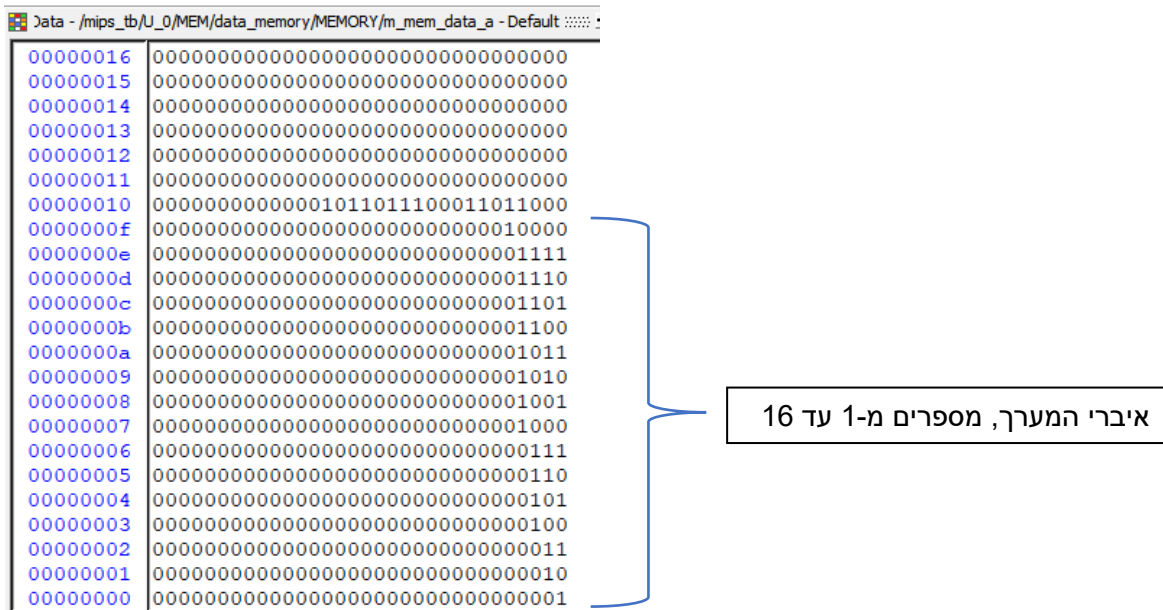 Data - /mips_tb/U_0/MEM/data_memory/MEMORY/m_mem_data_a - Default
00000016 00000000000000000000000000000000
00000015 00000000000000000000000000000000
00000014 00000000000000000000000000000000
00000013 00000000000000000000000000000000
00000012 00000000000000000000000000000000
00000011 00000000000000000000000000000000
00000010 00000000000001011011100011011000
0000000f 00000000000000000000000000010000
0000000e 00000000000000000000000000001111
0000000d 00000000000000000000000000001110
0000000c 00000000000000000000000000001101
0000000b 00000000000000000000000000001100
0000000a 00000000000000000000000000001011
00000009 00000000000000000000000000001010
00000008 00000000000000000000000000001001
00000007 00000000000000000000000000001000
00000006 00000000000000000000000000000111
00000005 00000000000000000000000000000110
00000004 00000000000000000000000000000101
00000003 00000000000000000000000000000100
00000002 00000000000000000000000000000011
00000001 00000000000000000000000000000010
00000000 00000000000000000000000000000001
איברי המערך, מספרים מ-1 עד 16